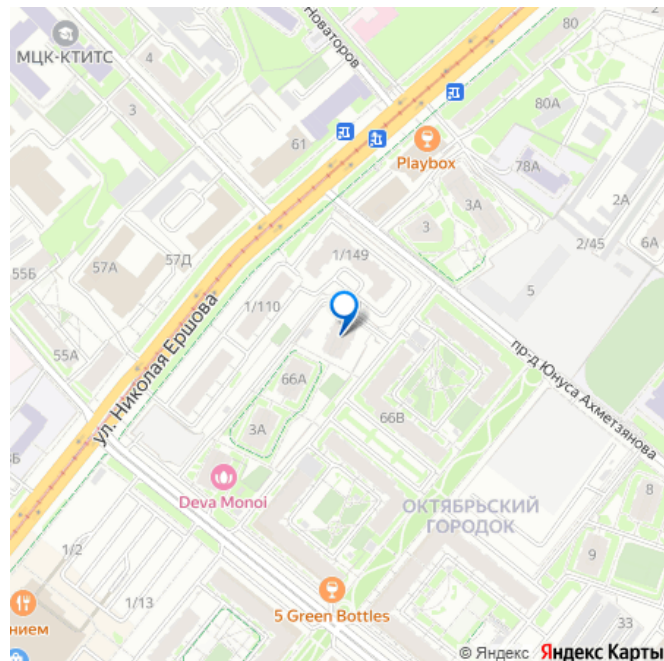 Новаторов
80
МЦК-КТИТС
4
3
61
80А
Playbox
78А
2А
3А
3
2/45
6А
55Б
57А
57Д
1/149
5
1/110
ул. Николая Ершова
пр-д Юнуса Ахметзянова
55А
66А
66В
3А
Deva Monoi
ОКТЯБРЬСКИЙ
ГОРОДОК
8
9
1/2
1/13
5 Green Bottles
33
нием
© Яндекс Яндекс Карты